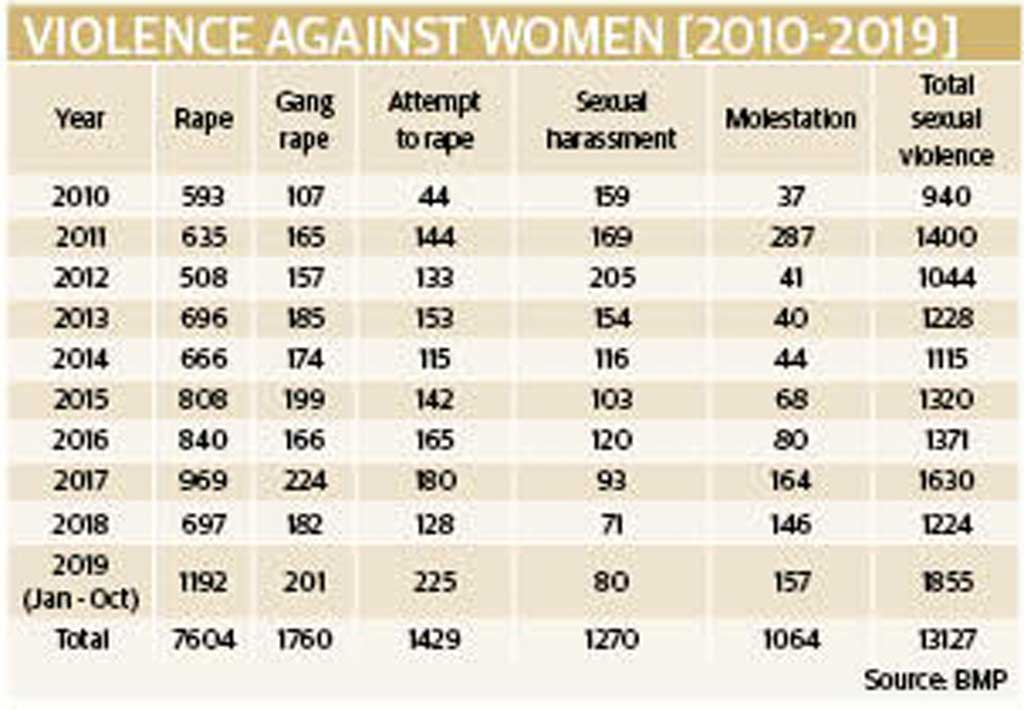 VIOLENCE AGAINST WOMEN [2010-2019]
Year Rape Gang rape Attempt to rape Sexual harassment Molestation Total sexual violence
2010 593 107 44 159 37 940
2011 635 165 144 169 287 1400
2012 508 157 133 205 41 1044
2013 696 185 153 154 40 1228
2014 666 174 115 116 44 1115
2015 808 199 142 103 68 1320
2016 840 166 165 120 80 1371
2017 969 224 180 93 164 1630
2018 697 182 128 71 146 1224
2019 (Jan - Oct) 1192 201 225 80 157 1855
Total 7604 1760 1429 1270 1064 13127
Source: BMP